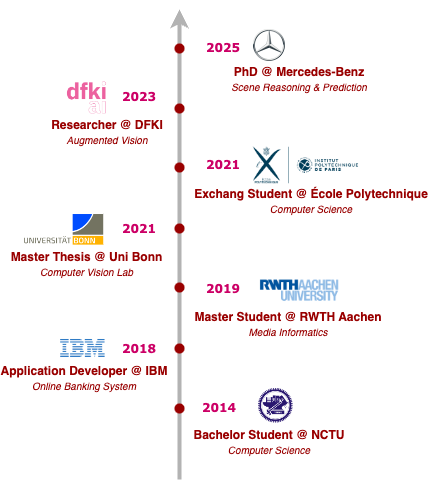 2025
PhD @ Mercedes-Benz
Scene Reasoning & Prediction
dfki
ai
2023
Researcher @ DFKI
Augmented Vision
2021
INSTITUT
POLYTECHNIQUE
DE PARIS
Exchang Student @ École Polytechnique
Computer Science
UNIVERSITÄT BONN
2021
Master Thesis @ Uni Bonn
Computer Vision Lab
2019
RWTHAACHEN
UNIVERSITY
Master Student @ RWTH Aachen
Media Informatics
IBM
2018
Application Developer @ IBM
Online Banking System
2014
Bachelor Student @ NCTU
Computer Science